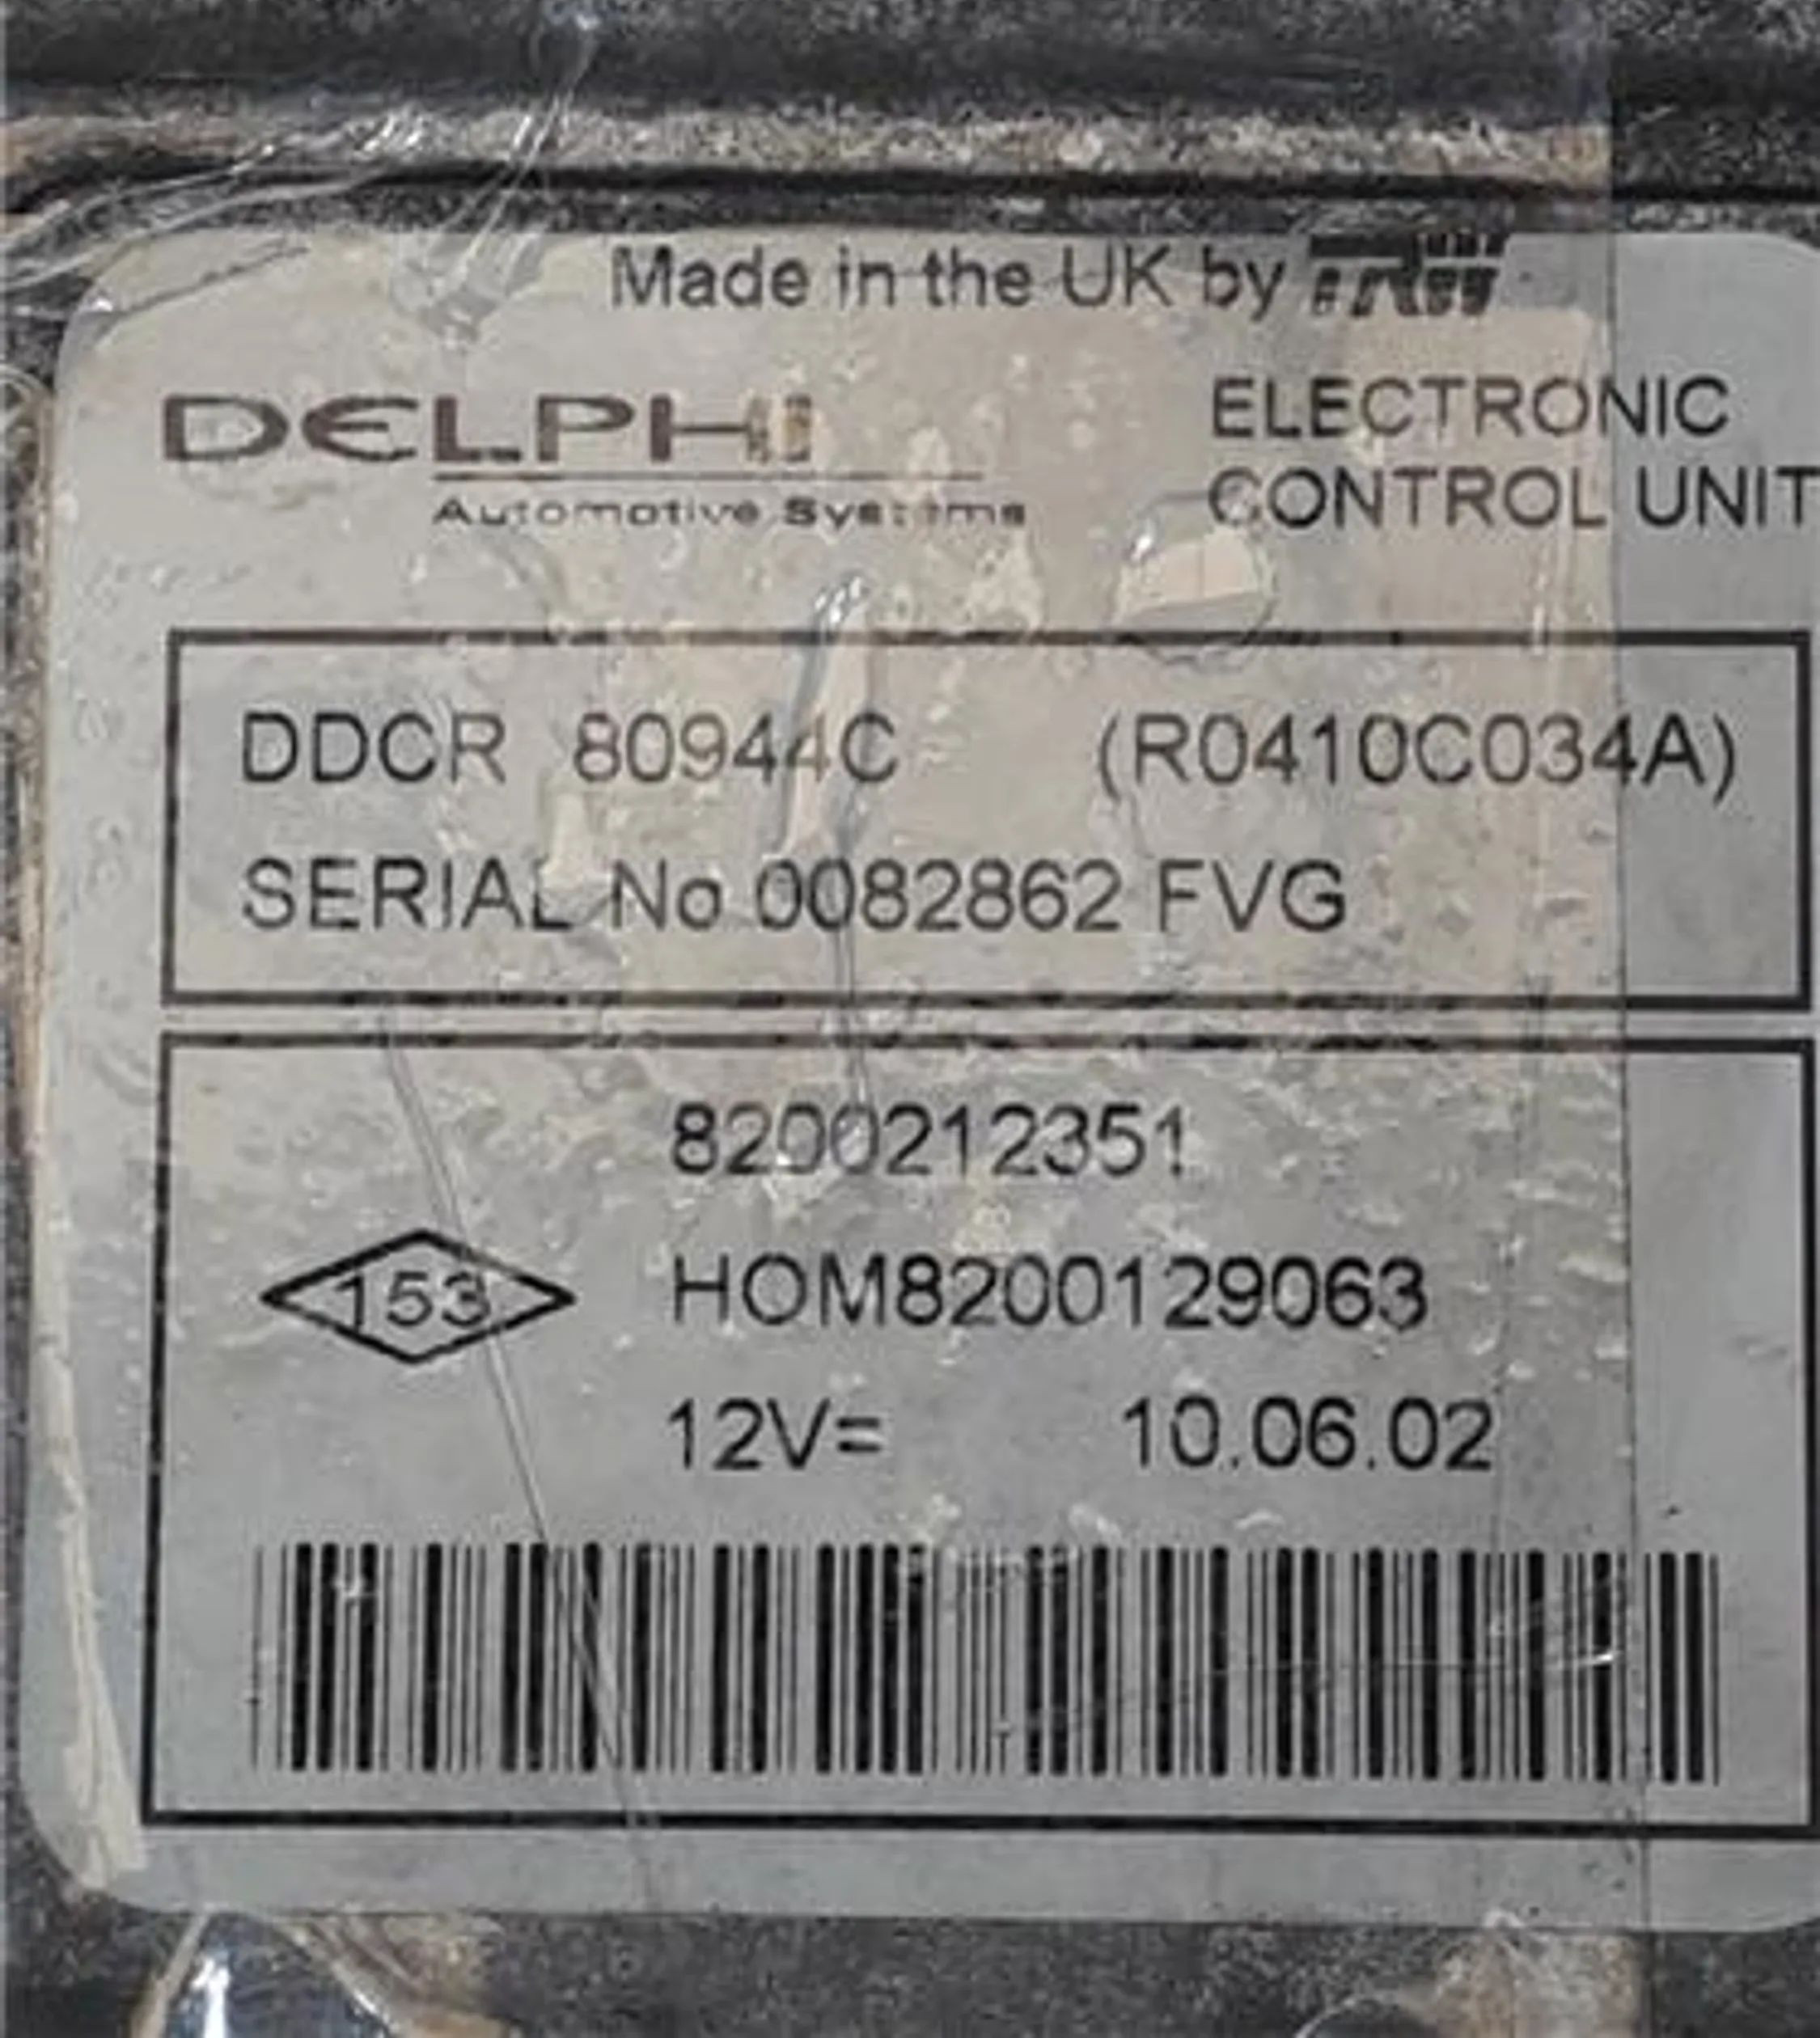 Made in the UK by TRW
DELPHI
Automotive Systems
ELECTRONIC
CONTROL UNIT
DDCR 80944C (R0410C034A)
SERIAL No 0082862 FVG
8200212351
153 HOM8200129063
12V= 10.06.02